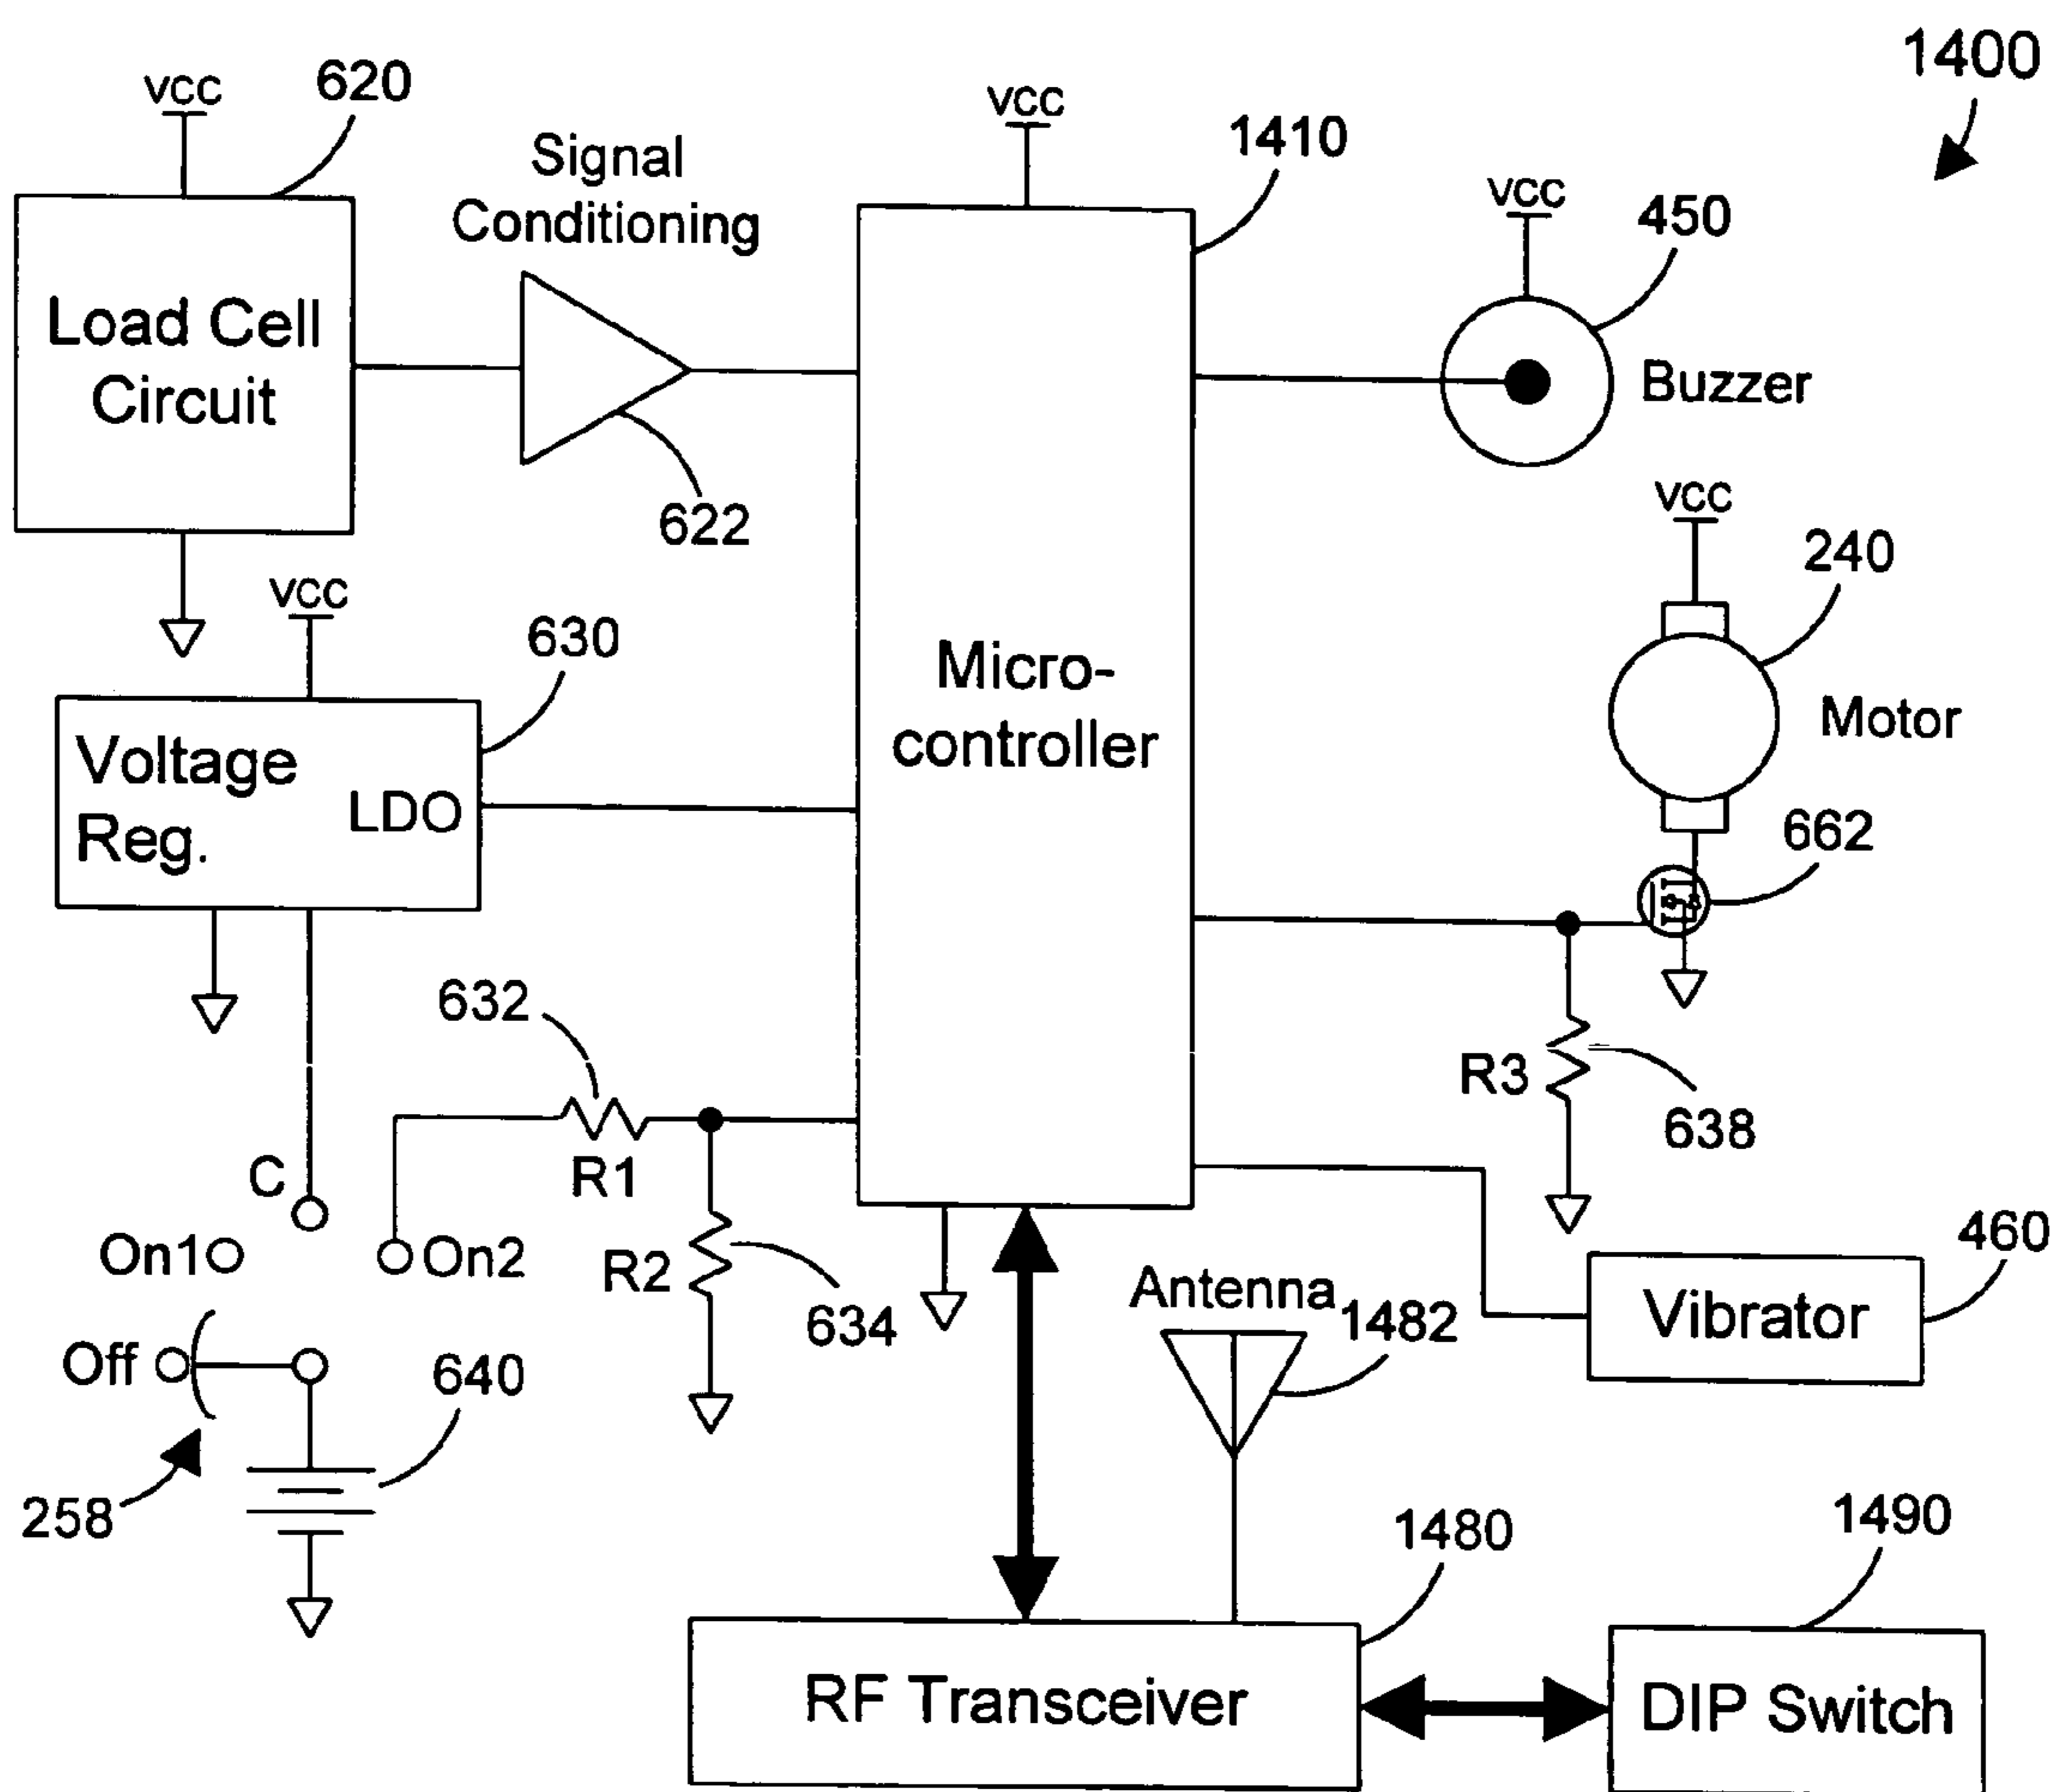 1400
vcc
620
Signal
Conditioning
vcc
1410
vcc
450
Load Cell
Circuit
622
Buzzer
vcc
240
vcc
630
Micro-
controller
Motor
Voltage
Reg.
LDO
662
632
R1
C
R3
638
On1
On2
R2
634
460
Vibrator
Antenna
1482
Off
640
258
1480
1490
RF Transceiver
DIP Switch